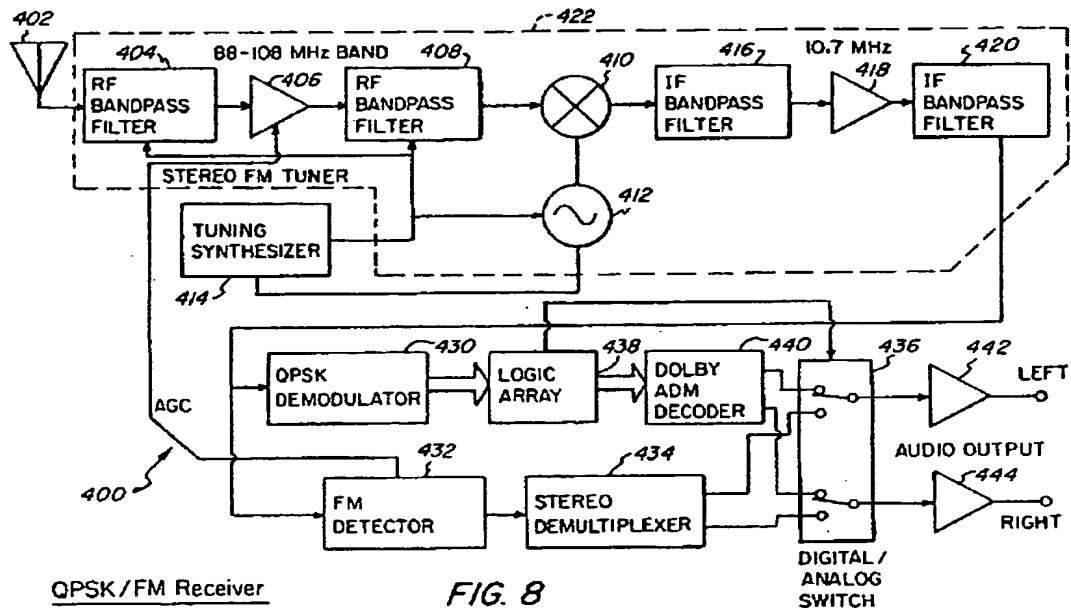 402
422
404
88-108 MHz BAND
408
410
416
10.7 MHz
420
RF
BANDPASS
FILTER
406
RF
BANDPASS
FILTER
IF
BANDPASS
FILTER
418
IF
BANDPASS
FILTER
STEREO FM TUNER
412
TUNING
SYNTHESIZER
414
430
438
440
436
442
QPSK
DEMODULATOR
LOGIC
ARRAY
DOLBY
ADM
DECODER
LEFT
AGC
400
432
434
AUDIO OUTPUT
444
FM
DETECTOR
STEREO
DEMULTIPLEXER
RIGHT
DIGITAL/
ANALOG
SWITCH
QPSK/FM Receiver
FIG. 8